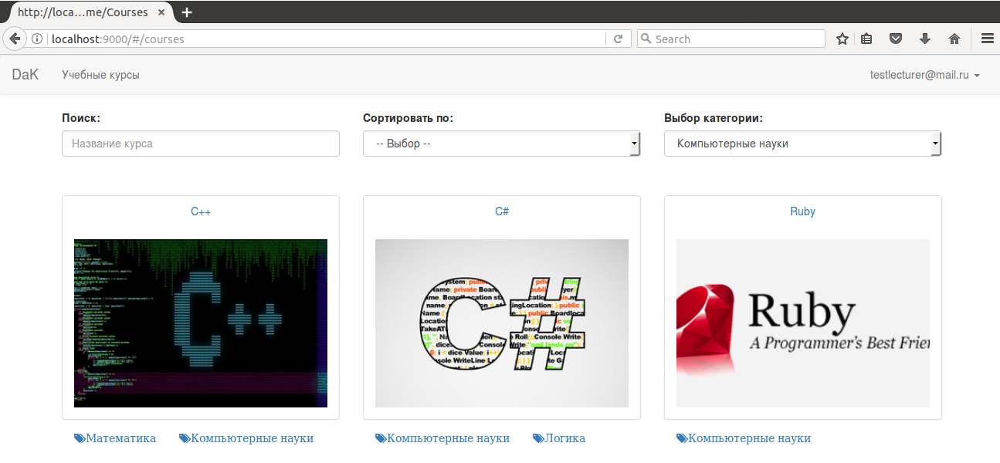 http://loca...me/Courses
localhost:9000/#/courses
Search
DaK Учебные курсы testlecturer@mail.ru
Поиск: Сортировать по: Выбор категории:
Название курса -- Выбор -- Компьютерные науки
C++ C# Ruby
C++
Ruby
A Programmer's Best Frie
Математика Компьютерные науки Компьютерные науки Логика Компьютерные науки